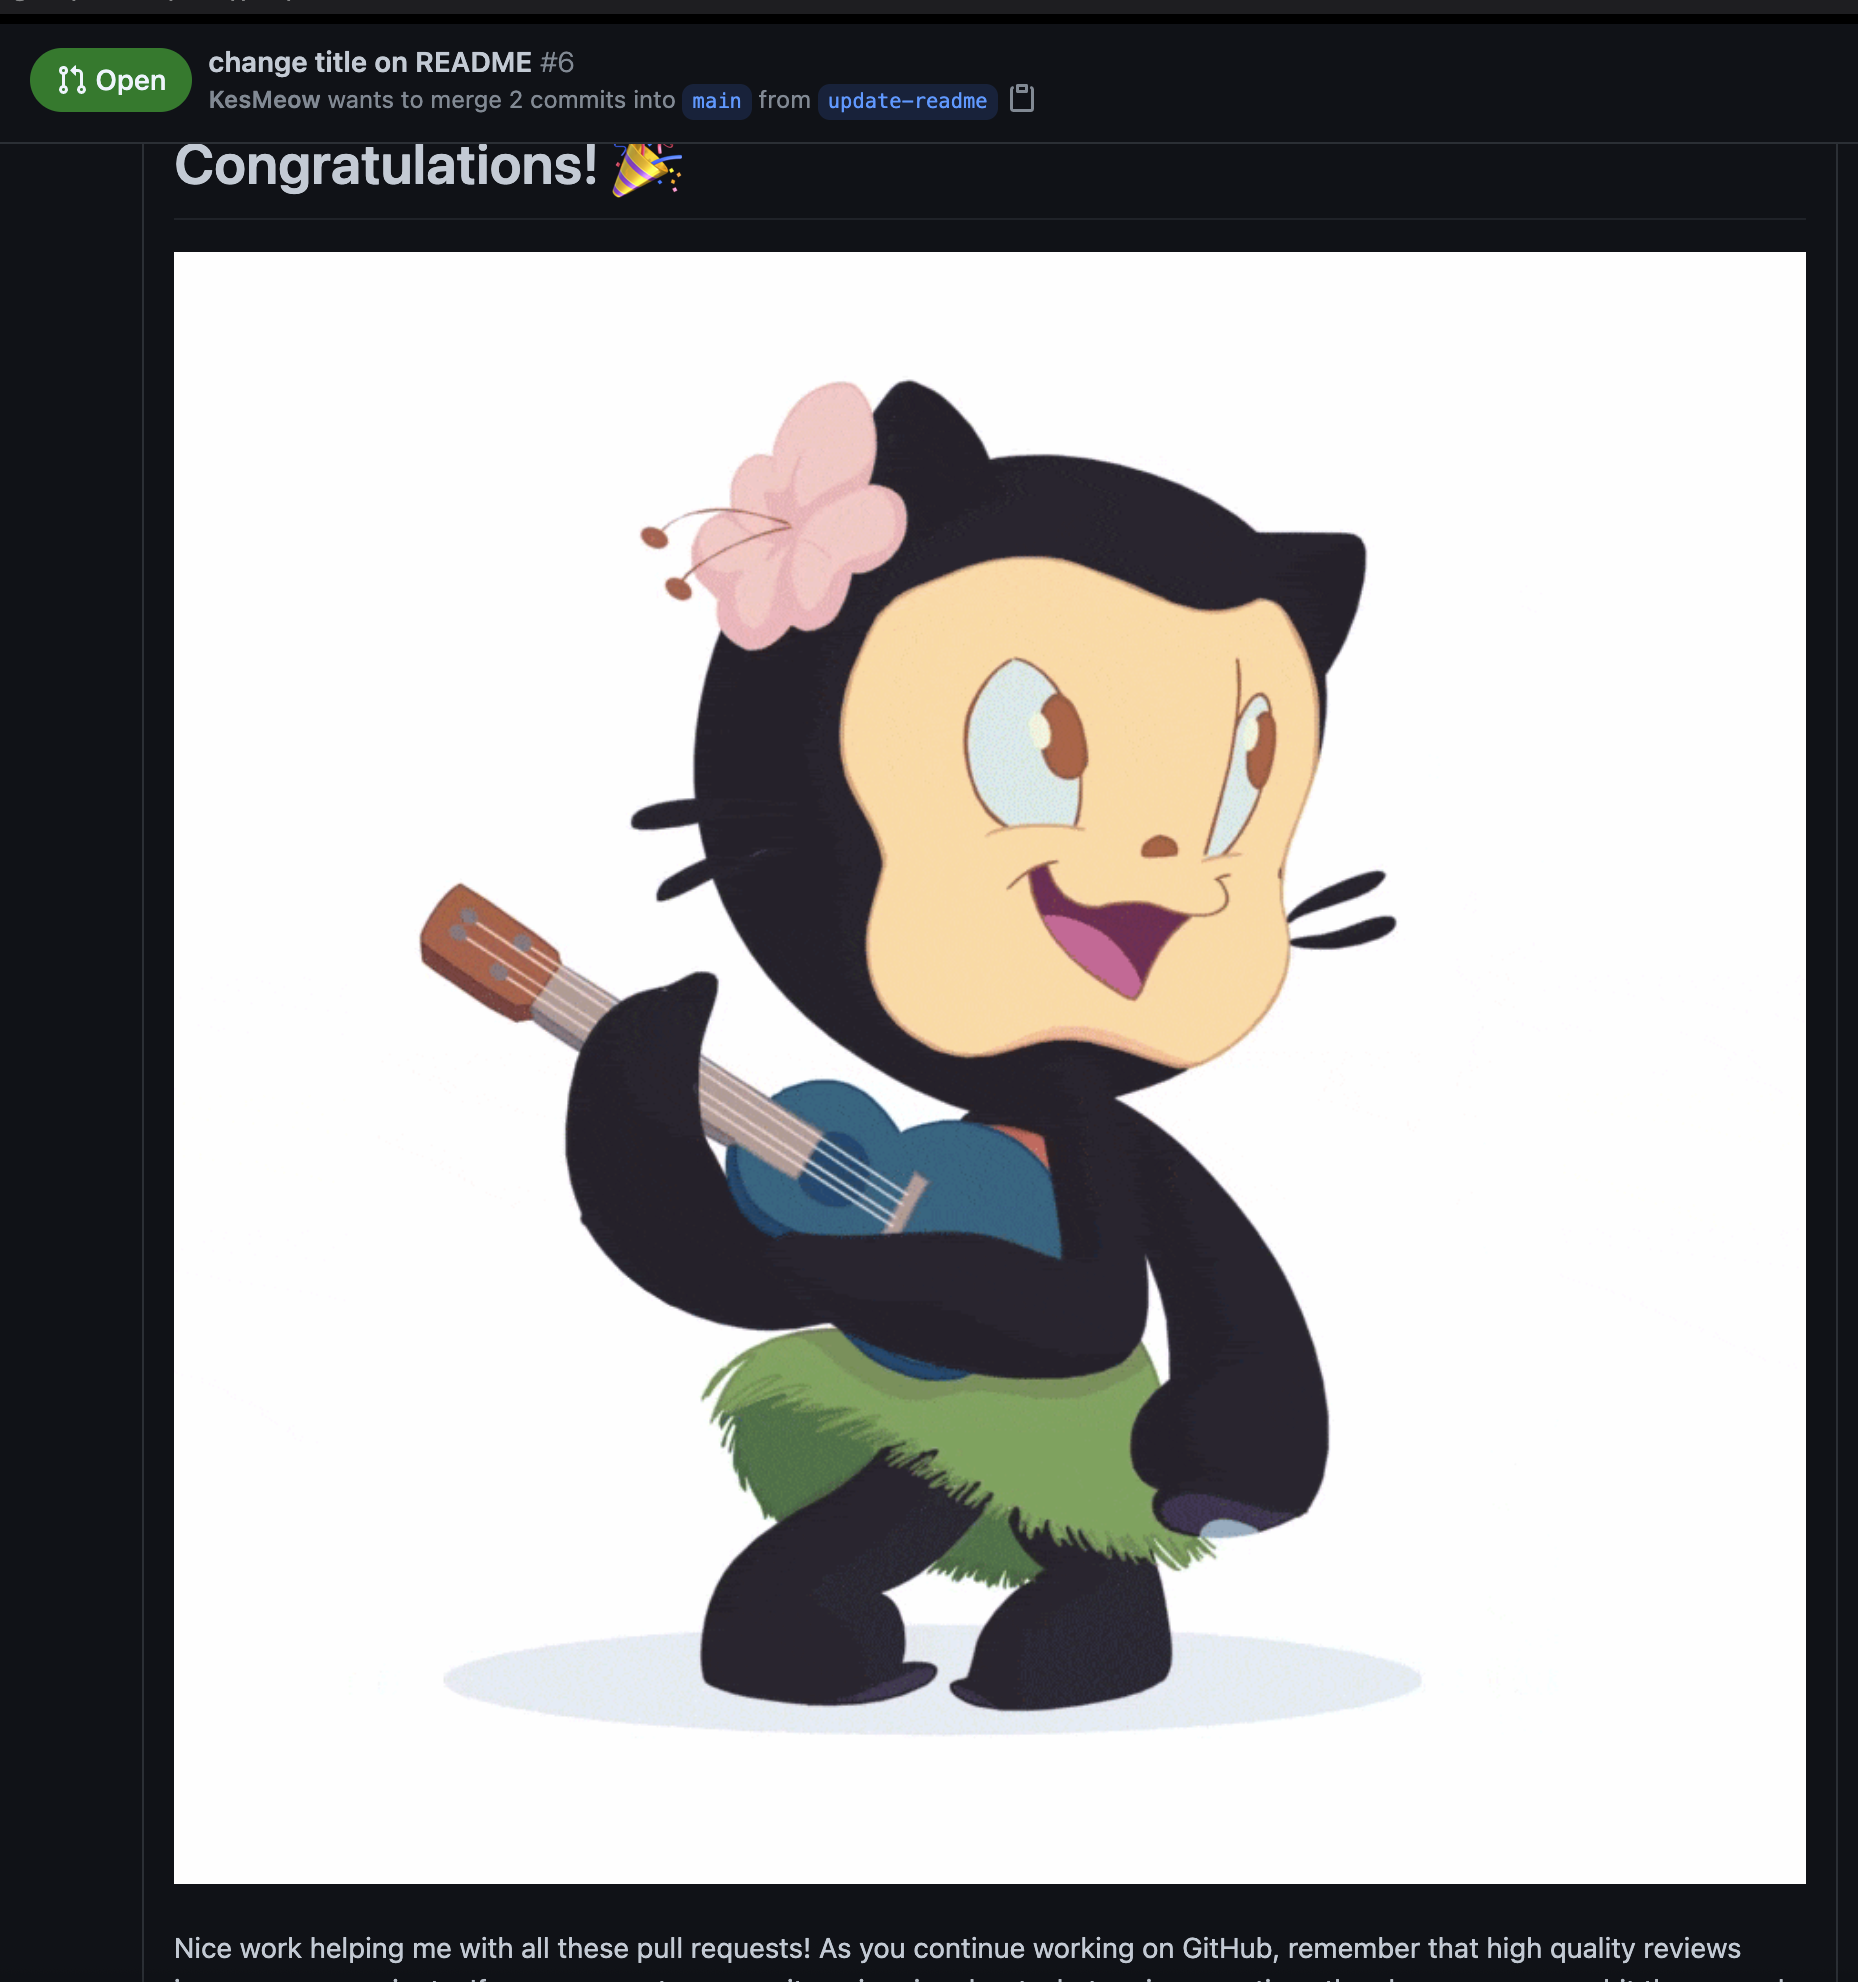 Open
change title on README #6
KesMeow wants to merge 2 commits into main from update-readme
Congratulations! 🎉
Nice work helping me with all these pull requests! As you continue working on GitHub, remember that high quality reviews